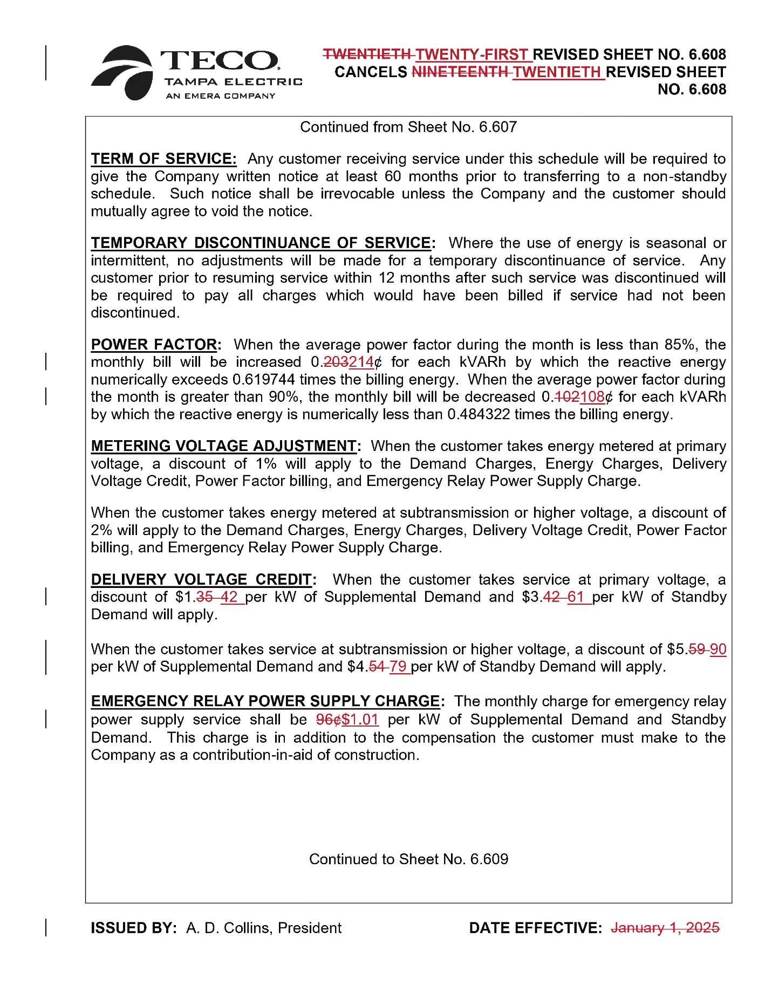 TECO.
TAMPA ELECTRIC
AN EMERA COMPANY
TWENTIETH TWENTY-FIRST REVISED SHEET NO. 6.608
CANCELS NINETEENTH TWENTIETH REVISED SHEET
NO. 6.608
Continued from Sheet No. 6.607
TERM OF SERVICE: Any customer receiving service under this schedule will be required to
give the Company written notice at least 60 months prior to transferring to a non-standby
schedule. Such notice shall be irrevocable unless the Company and the customer should
mutually agree to void the notice.
TEMPORARY DISCONTINUANCE OF SERVICE: Where the use of energy is seasonal or
intermittent, no adjustments will be made for a temporary discontinuance of service. Any
customer prior to resuming service within 12 months after such service was discontinued will
be required to pay all charges which would have been billed if service had not been
discontinued.
POWER FACTOR: When the average power factor during the month is less than 85%, the
monthly bill will be increased 0.203214¢ for each kVARh by which the reactive energy
numerically exceeds 0.619744 times the billing energy. When the average power factor during
the month is greater than 90%, the monthly bill will be decreased 0.102108¢ for each kVARh
by which the reactive energy is numerically less than 0.484322 times the billing energy.
METERING VOLTAGE ADJUSTMENT: When the customer takes energy metered at primary
voltage, a discount of 1% will apply to the Demand Charges, Energy Charges, Delivery
Voltage Credit, Power Factor billing, and Emergency Relay Power Supply Charge.
When the customer takes energy metered at subtransmission or higher voltage, a discount of
2% will apply to the Demand Charges, Energy Charges, Delivery Voltage Credit, Power Factor
billing, and Emergency Relay Power Supply Charge.
DELIVERY VOLTAGE CREDIT: When the customer takes service at primary voltage, a
discount of $1.35 42 per kW of Supplemental Demand and $3.42 61 per kW of Standby
Demand will apply.
When the customer takes service at subtransmission or higher voltage, a discount of $5.59 90
per kW of Supplemental Demand and $4.54 79 per kW of Standby Demand will apply.
EMERGENCY RELAY POWER SUPPLY CHARGE: The monthly charge for emergency relay
power supply service shall be 96¢$1.01 per kW of Supplemental Demand and Standby
Demand. This charge is in addition to the compensation the customer must make to the
Company as a contribution-in-aid of construction.
Continued to Sheet No. 6.609
ISSUED BY: A. D. Collins, President
DATE EFFECTIVE: January 1, 2025